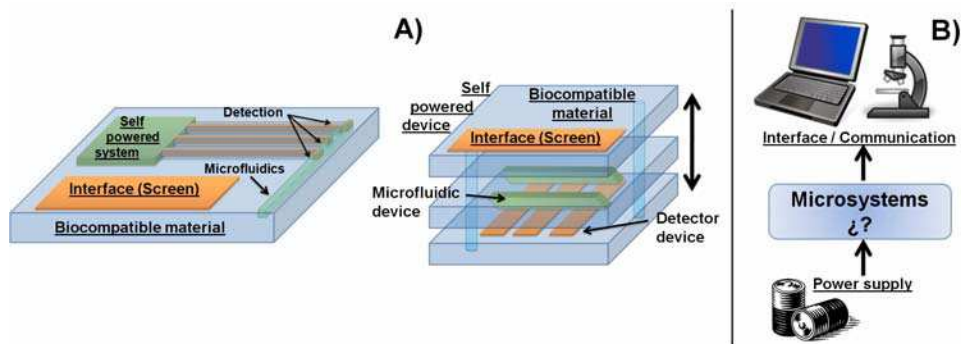 A)
Detection
Self
powered
system
Microfluidics
Interface (Screen)
Biocompatible material
Self
powered
device
Biocompatible
material
Interface (Screen)
Microfluidic
device
Detector
device
B)
Interface / Communication
Microsystems
¿?
Power supply